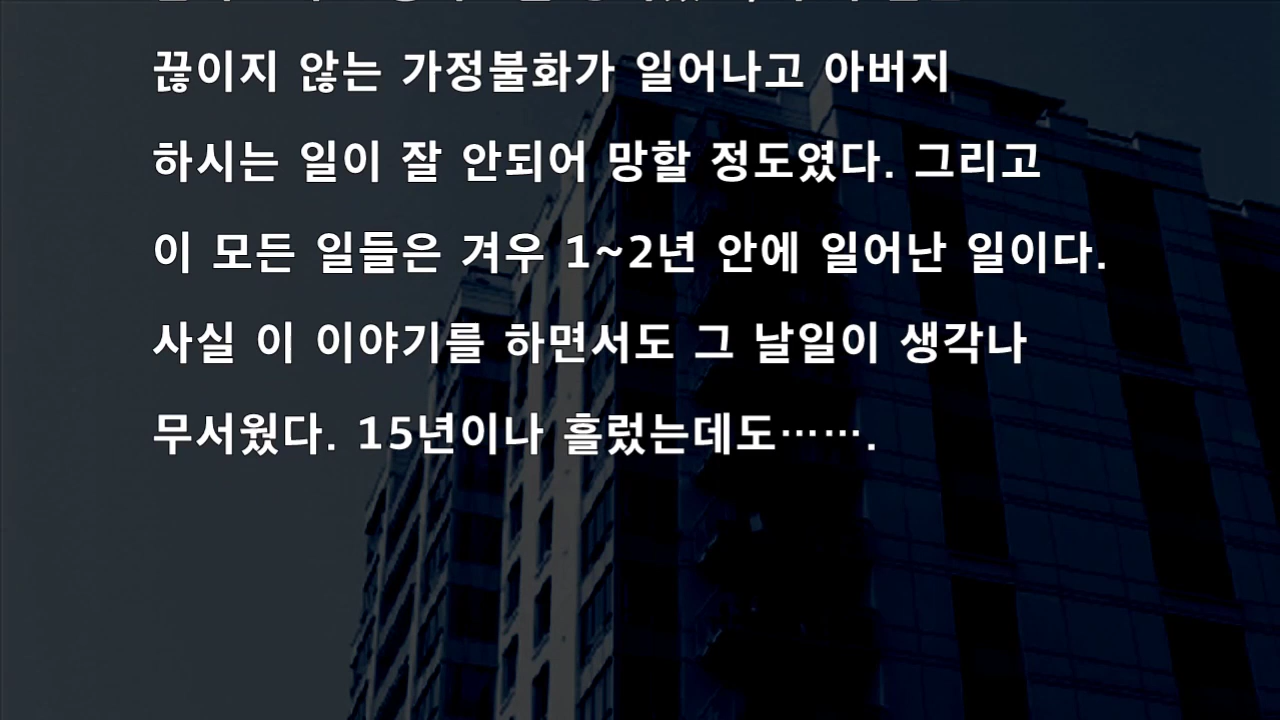 끊이지 않는 가정불화가 일어나고 아버지
하시는 일이 잘 안되어 망할 정도였다. 그리고
이 모든 일들은 겨우 1~2년 안에 일어난 일이다.
사실 이 이야기를 하면서도 그 날일이 생각나
무서웠다. 15년이나 흘렀는데도…….